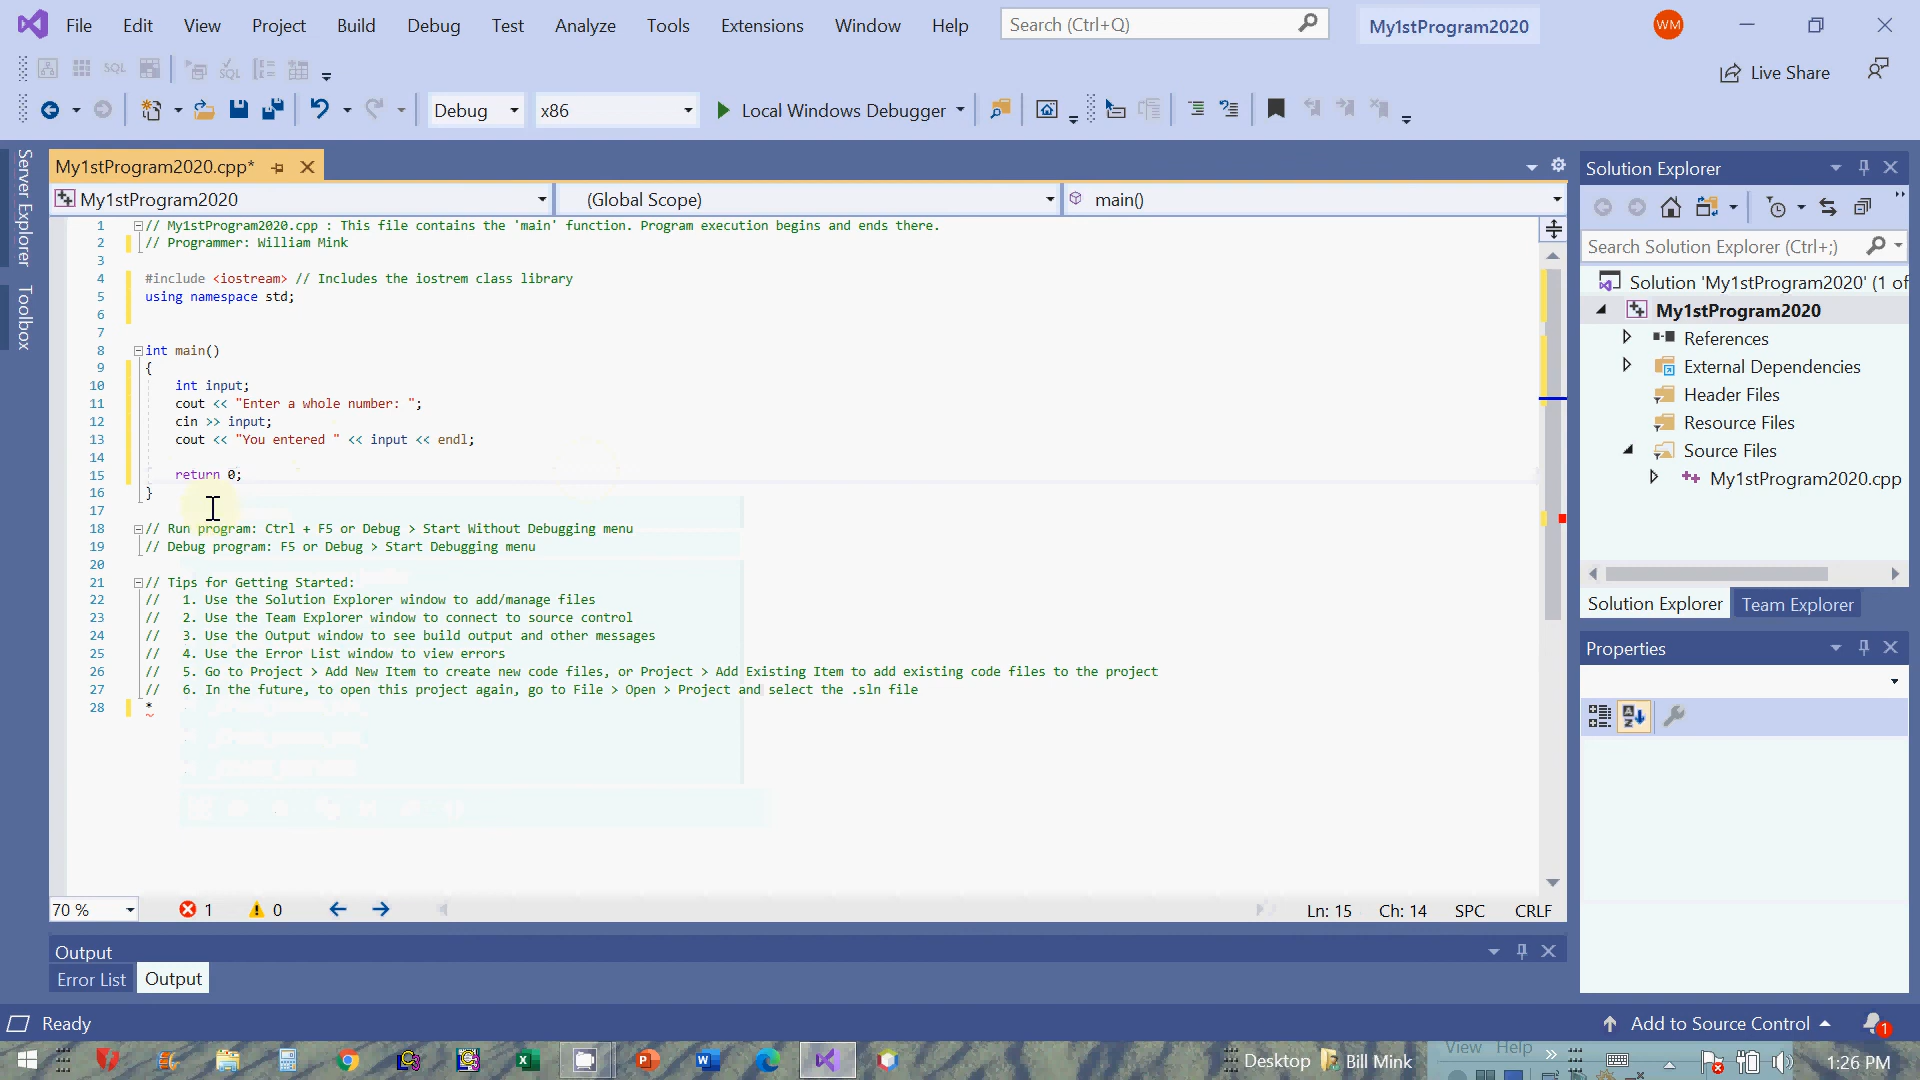 File Edit View Project Build Debug Test Analyze Tools Extensions Window Help Search (Ctrl+Q) My1stProgram2020 WM
SQL SQL
Live Share
Debug x86 Local Windows Debugger
Server Explorer
Toolbox
My1stProgram2020.cpp*
My1stProgram2020 (Global Scope) main()
1 // My1stProgram2020.cpp : This file contains the 'main' function. Program execution begins and ends there.
2 // Programmer: William Mink
3
4 #include <iostream> // Includes the iostrem class library
5 using namespace std;
6
7
8 int main()
9 {
10 int input;
11 cout << "Enter a whole number: ";
12 cin >> input;
13 cout << "You entered " << input << endl;
14
15 return 0;
16 }
17
18 // Run program: Ctrl + F5 or Debug > Start Without Debugging menu
19 // Debug program: F5 or Debug > Start Debugging menu
20
21 // Tips for Getting Started:
22 // 1. Use the Solution Explorer window to add/manage files
23 // 2. Use the Team Explorer window to connect to source control
24 // 3. Use the Output window to see build output and other messages
25 // 4. Use the Error List window to view errors
26 // 5. Go to Project > Add New Item to create new code files, or Project > Add Existing Item to add existing code files to the project
27 // 6. In the future, to open this project again, go to File > Open > Project and select the .sln file
28 *
70 % 1 0 Ln: 15 Ch: 14 SPC CRLF
Output
Error List Output
Solution Explorer
Search Solution Explorer (Ctrl+;)
Solution 'My1stProgram2020' (1 of
My1stProgram2020
References
External Dependencies
Header Files
Resource Files
Source Files
My1stProgram2020.cpp
Solution Explorer Team Explorer
Properties
Ready Add to Source Control 1
Desktop Bill Mink View Help 1:26 PM